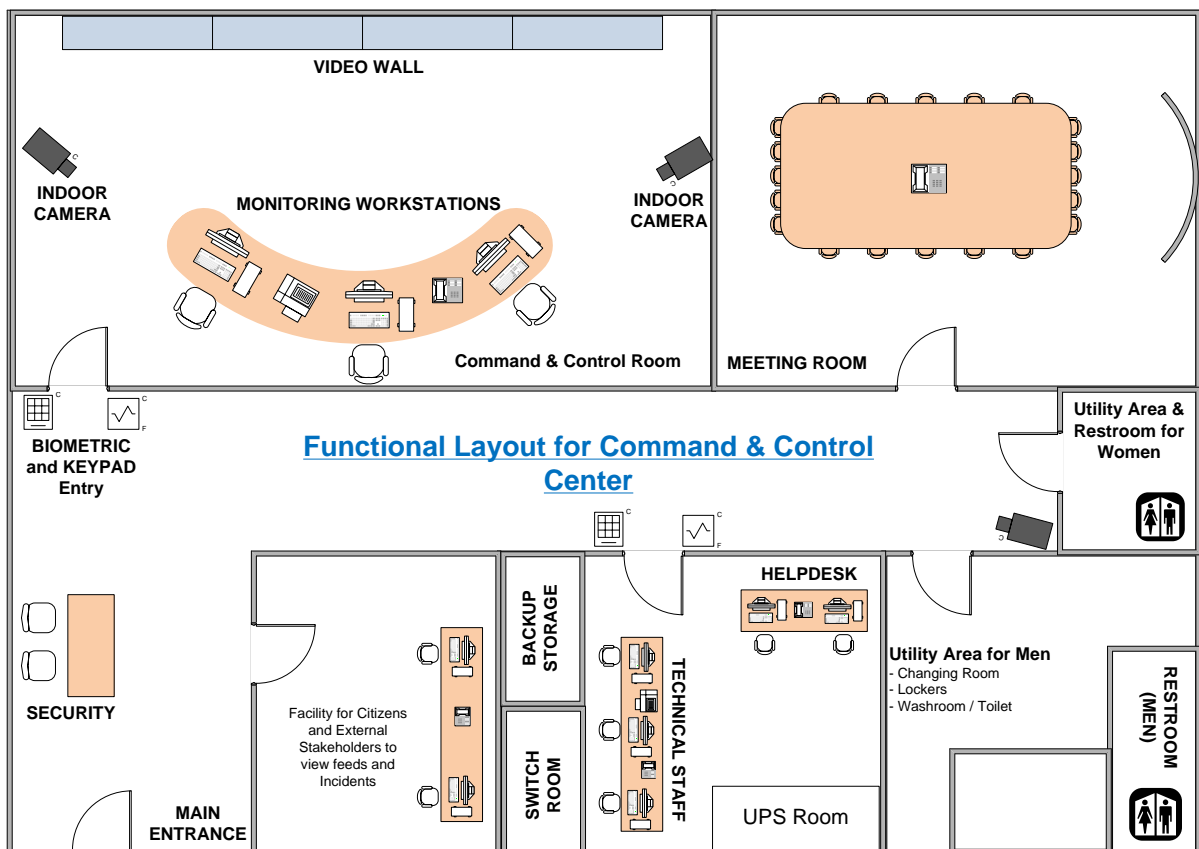 VIDEO WALL
INDOOR
CAMERA
MONITORING WORKSTATIONS
INDOOR
CAMERA
Command & Control Room
MEETING ROOM
C
C
C
F
BIOMETRIC
and KEYPAD
Entry
Functional Layout for Command & Control
Center
Utility Area &
Restroom for
Women
C
C
F
C
HELPDESK
BACKUP
STORAGE
TECHNICAL STAFF
Utility Area for Men
- Changing Room
- Lockers
- Washroom / Toilet
RESTROOM
(MEN)
SECURITY
Facility for Citizens
and External
Stakeholders to
view feeds and
Incidents
SWITCH
ROOM
MAIN
ENTRANCE
UPS Room